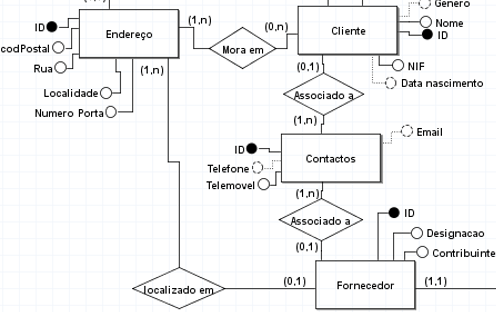 Genero
ID
(1,n)
(0,n)
Cliente
Nome
Endereço
ID
codPostal
Mora em
Rua
(1,n)
(0,1)
NIF
Data nascimento
Localidade
Associado a
Numero Porta
(1,n)
Email
ID
Contactos
Telefone
Telemovel
(1,n)
ID
Associado a
Designacao
(0,1)
Contribuinte
localizado em
(0,1)
Fornecedor
(1,1)